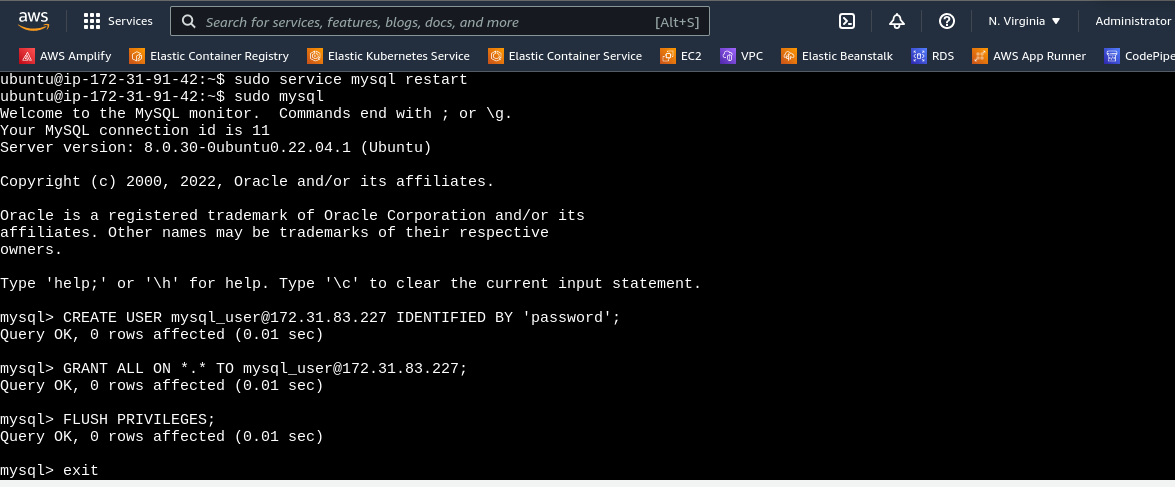 aws Services Search for services, features, blogs, docs, and more [Alt+S] N. Virginia Administrator
AWS Amplify Elastic Container Registry Elastic Kubernetes Service Elastic Container Service EC2 VPC Elastic Beanstalk RDS AWS App Runner CodePipe
ubuntu@ip-172-31-91-42:~$ sudo service mysql restart
ubuntu@ip-172-31-91-42:~$ sudo mysql
Welcome to the MySQL monitor.  Commands end with ; or \g.
Your MySQL connection id is 11
Server version: 8.0.30-0ubuntu0.22.04.1 (Ubuntu)
Copyright (c) 2000, 2022, Oracle and/or its affiliates.
Oracle is a registered trademark of Oracle Corporation and/or its
affiliates. Other names may be trademarks of their respective
owners.
Type 'help;' or '\h' for help. Type '\c' to clear the current input statement.
mysql> CREATE USER mysql_user@172.31.83.227 IDENTIFIED BY 'password';
Query OK, 0 rows affected (0.01 sec)
mysql> GRANT ALL ON *.* TO mysql_user@172.31.83.227;
Query OK, 0 rows affected (0.01 sec)
mysql> FLUSH PRIVILEGES;
Query OK, 0 rows affected (0.01 sec)
mysql> exit